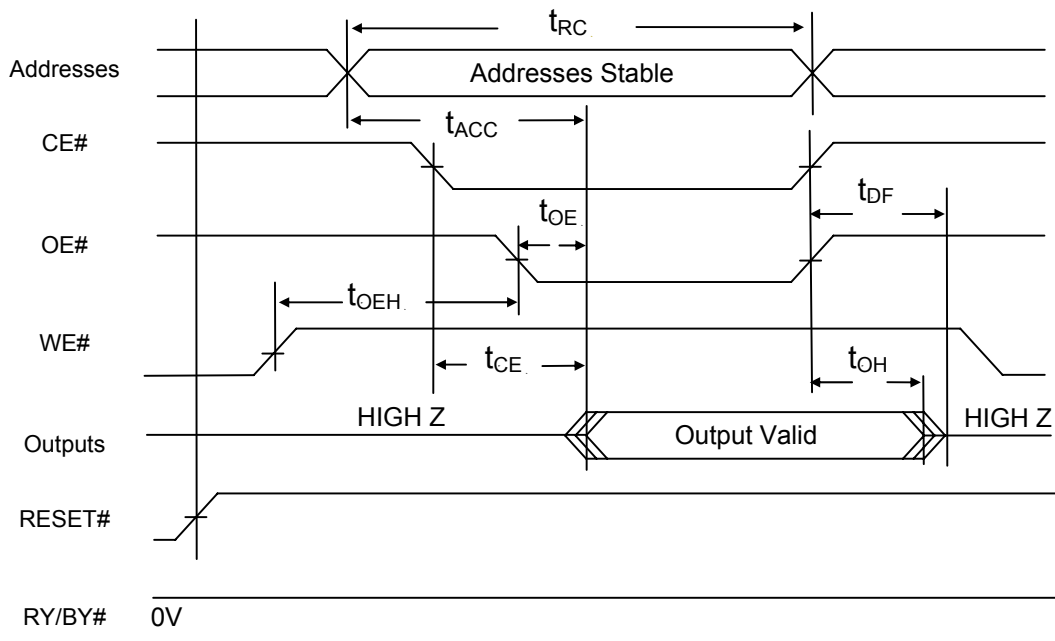 tRC
Addresses
Addresses Stable
tACC
CE#
tDF
tOE
OE#
tOEH
WE#
tCE
tOH
HIGH Z
HIGH Z
Output Valid
Outputs
RESET#
RY/BY#
0V